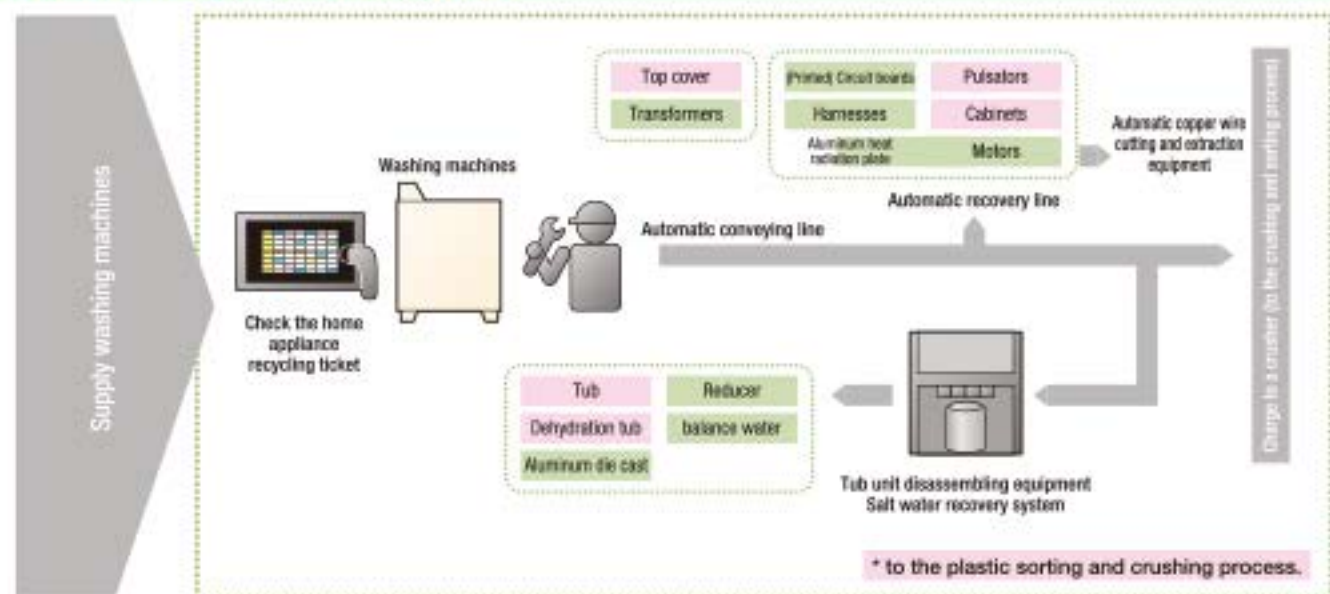 Supply washing machines
Check the home
appliance
recycling ticket
Washing machines
Top cover
Transformers
(Printed) Circuit boards
Pulsators
Harnesses
Cabinets
Aluminum heat
radiation plate
Motors
Automatic copper wire
cutting and extraction
equipment
Automatic recovery line
Automatic conveying line
Charge to a crusher (to the crushing and sorting process)
Tub
Reducer
Dehydration tub
balance water
Aluminum die cast
Tub unit disassembling equipment
Salt water recovery system
* to the plastic sorting and crushing process.